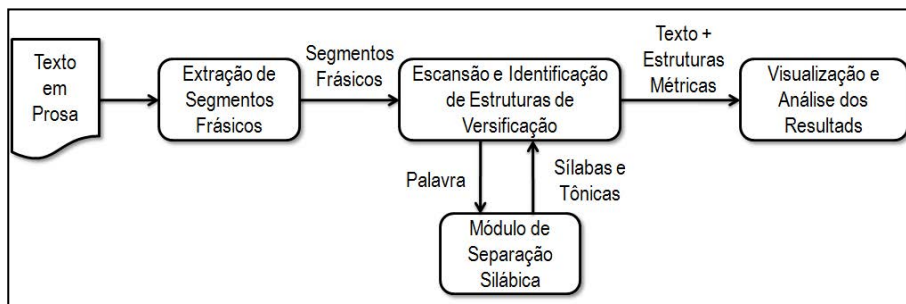 Texto
em
Prosa
Extração de
Segmentos
Frásicos
Segmentos
Frásicos
Escansão e Identificação
de Estruturas de
Versificação
Texto +
Estruturas
Métricas
Visualização e
Análise dos
Resultads
Palavra
Sílabas e
Tônicas
Módulo de
Separação
Silábica